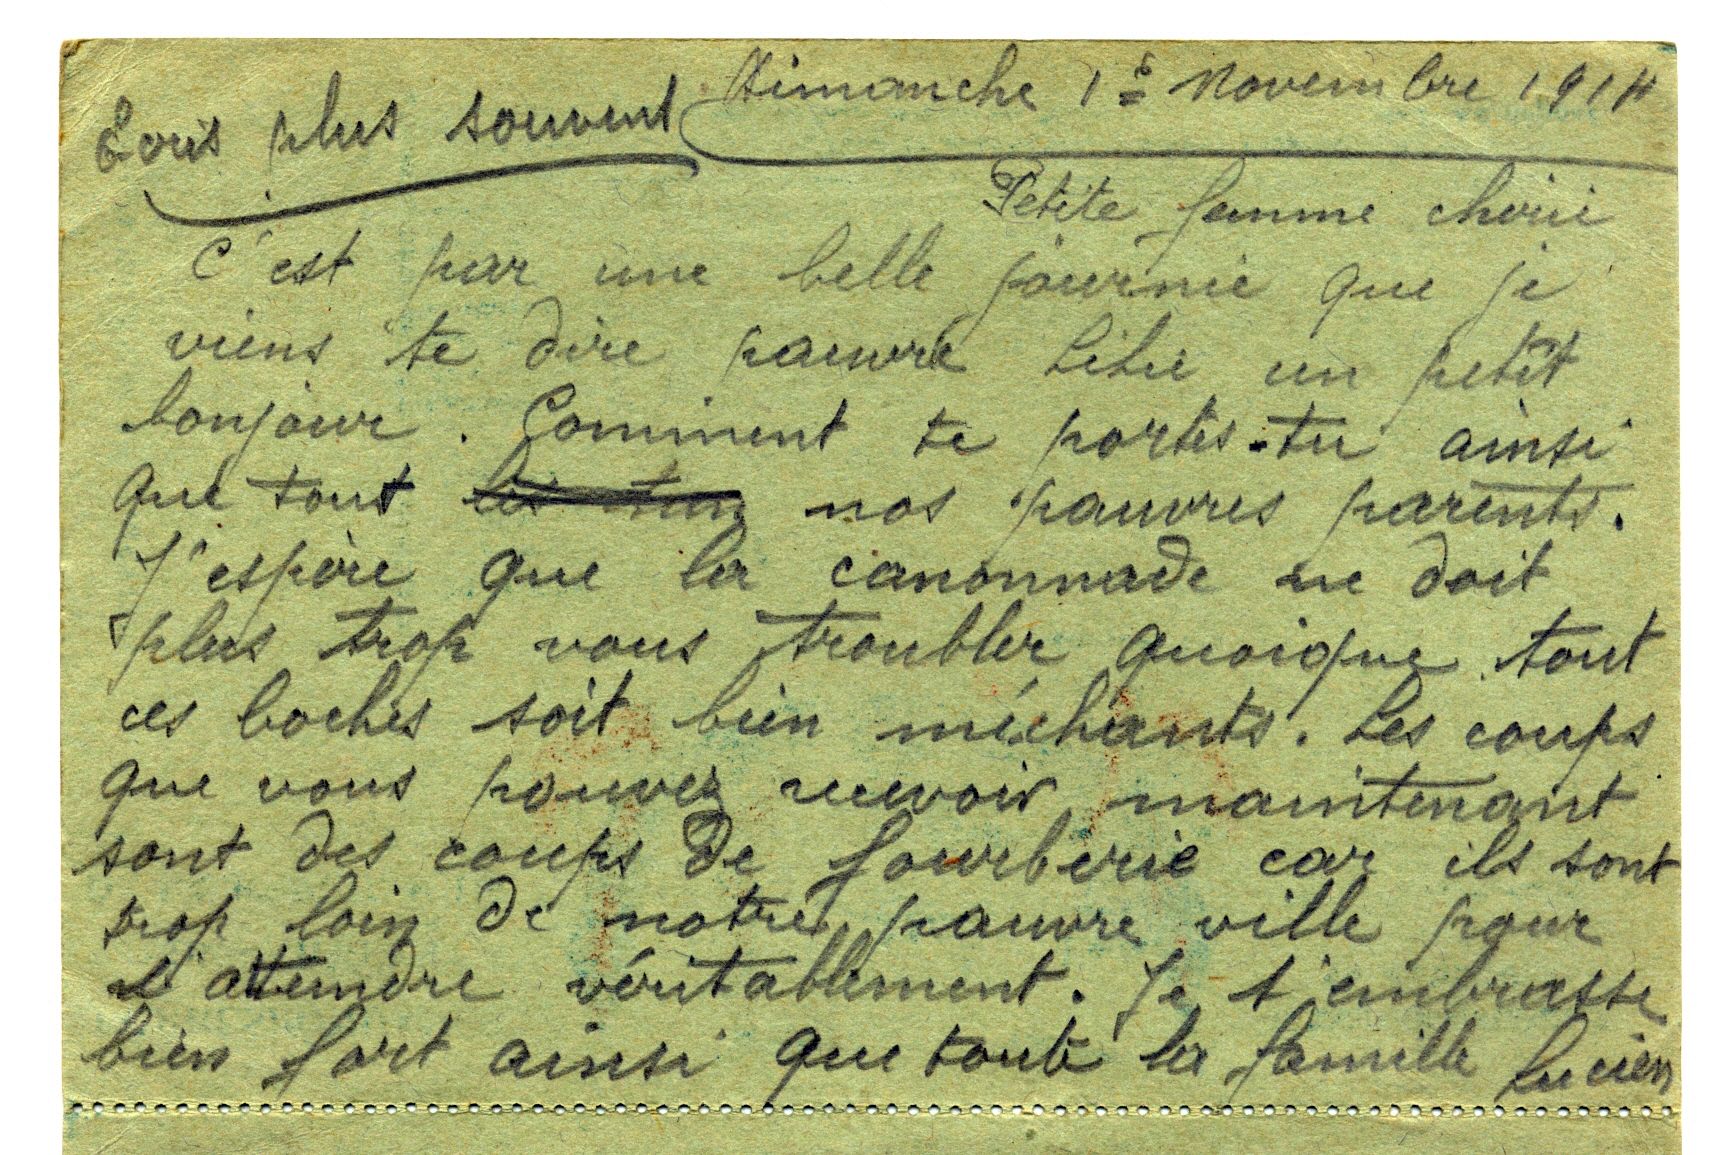 Dimanche 1e Novembre 1914
Ecris plus souvent
Petite femme chérie
C'est par une belle journée que je
viens te dire pauvre Lilie un petit
bonjour. Comment te portes-tu ainsi
que tout nos pauvres parents.
J'espère que la canonnade ne doit
plus trop vous troubler quoique tout
ces boches soit bien méchants. Les coups
que vous pouvez recevoir maintenant
sont des coups de fourberie car ils sont
trop loin de notre pauvre ville pour
l'atteindre véritablement. Je t'embrasse
bien fort ainsi que toute la famille Lucien